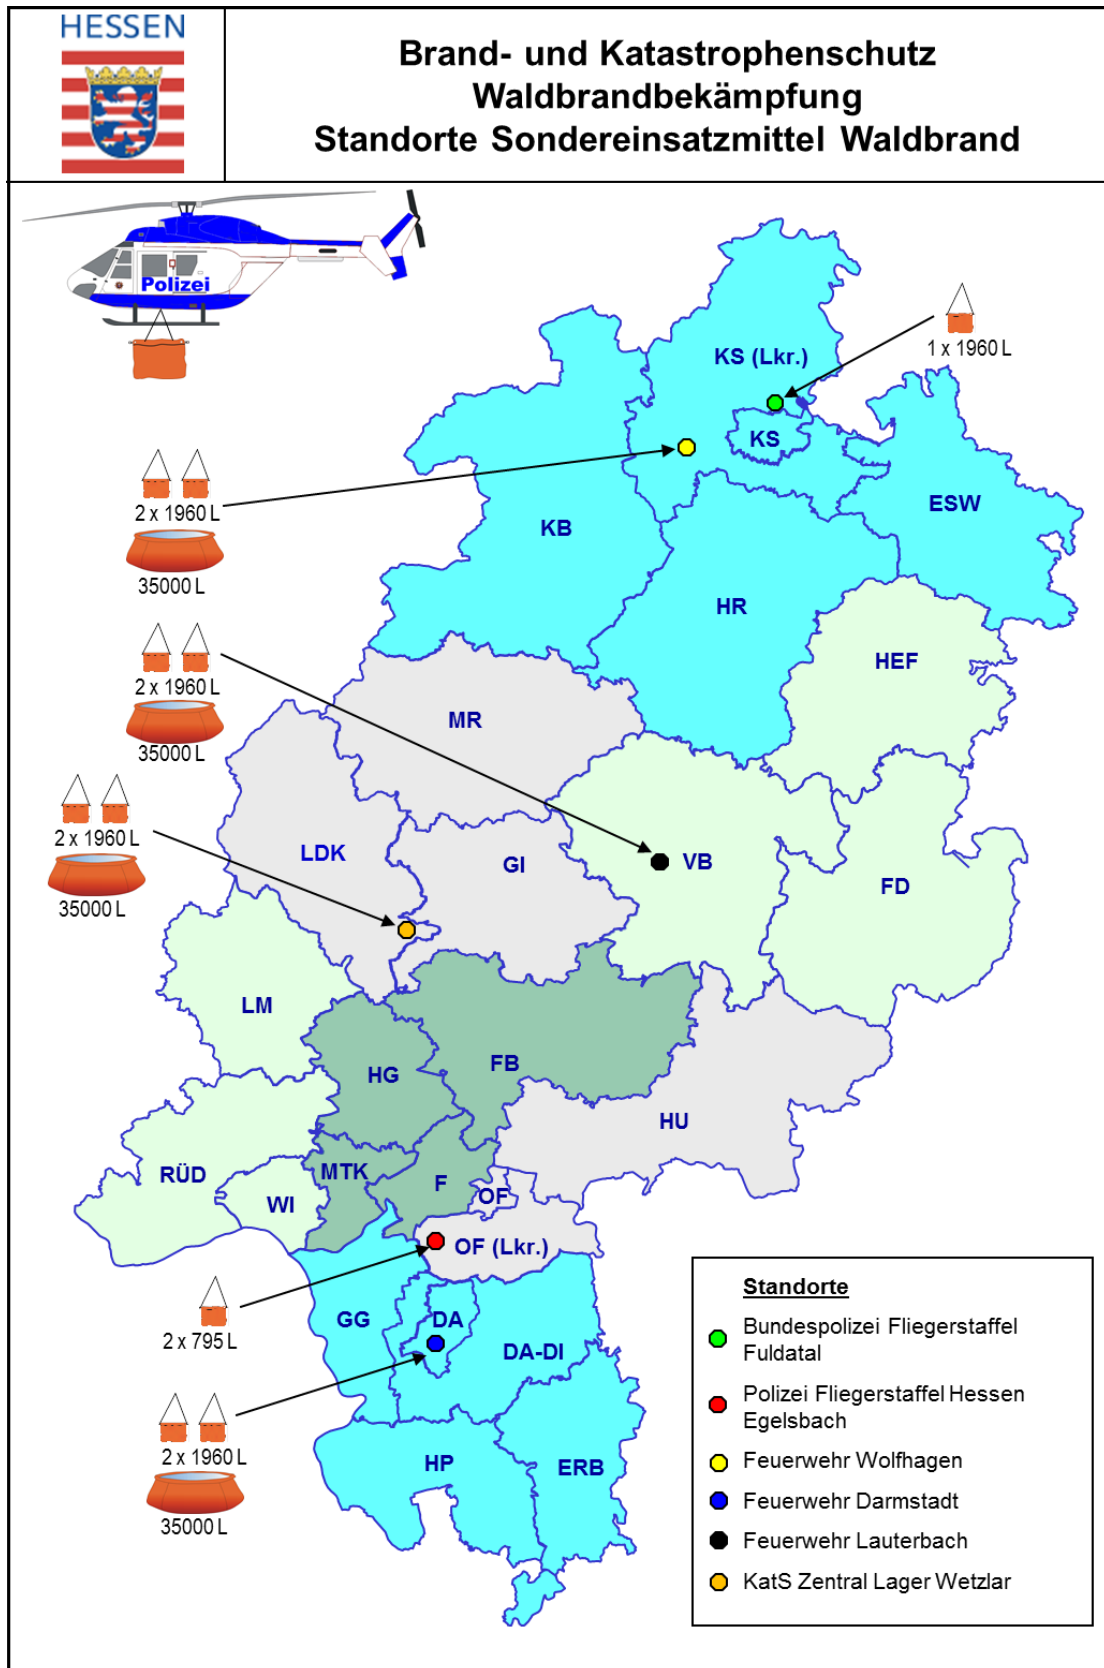 HESSEN
Brand- und Katastrophenschutz
Waldbrandbekämpfung
Standorte Sondereinsatzmittel Waldbrand
Polizei
1 x 1960 L
KS (Lkr.)
KS
2 x 1960 L
35000 L
KB
ESW
HR
HEF
2 x 1960 L
35000 L
MR
2 x 1960 L
35000 L
LDK
GI
VB
FD
LM
HG
FB
HU
RÜD
WI
MTK
F
OF
OF (Lkr.)
2 x 795 L
GG
DA
DA-DI
2 x 1960 L
35000 L
HP
ERB
Standorte
Bundespolizei Fliegerstaffel
Fuldatal
Polizei Fliegerstaffel Hessen
Egelsbach
Feuerwehr Wolfhagen
Feuerwehr Darmstadt
Feuerwehr Lauterbach
KatS Zentral Lager Wetzlar